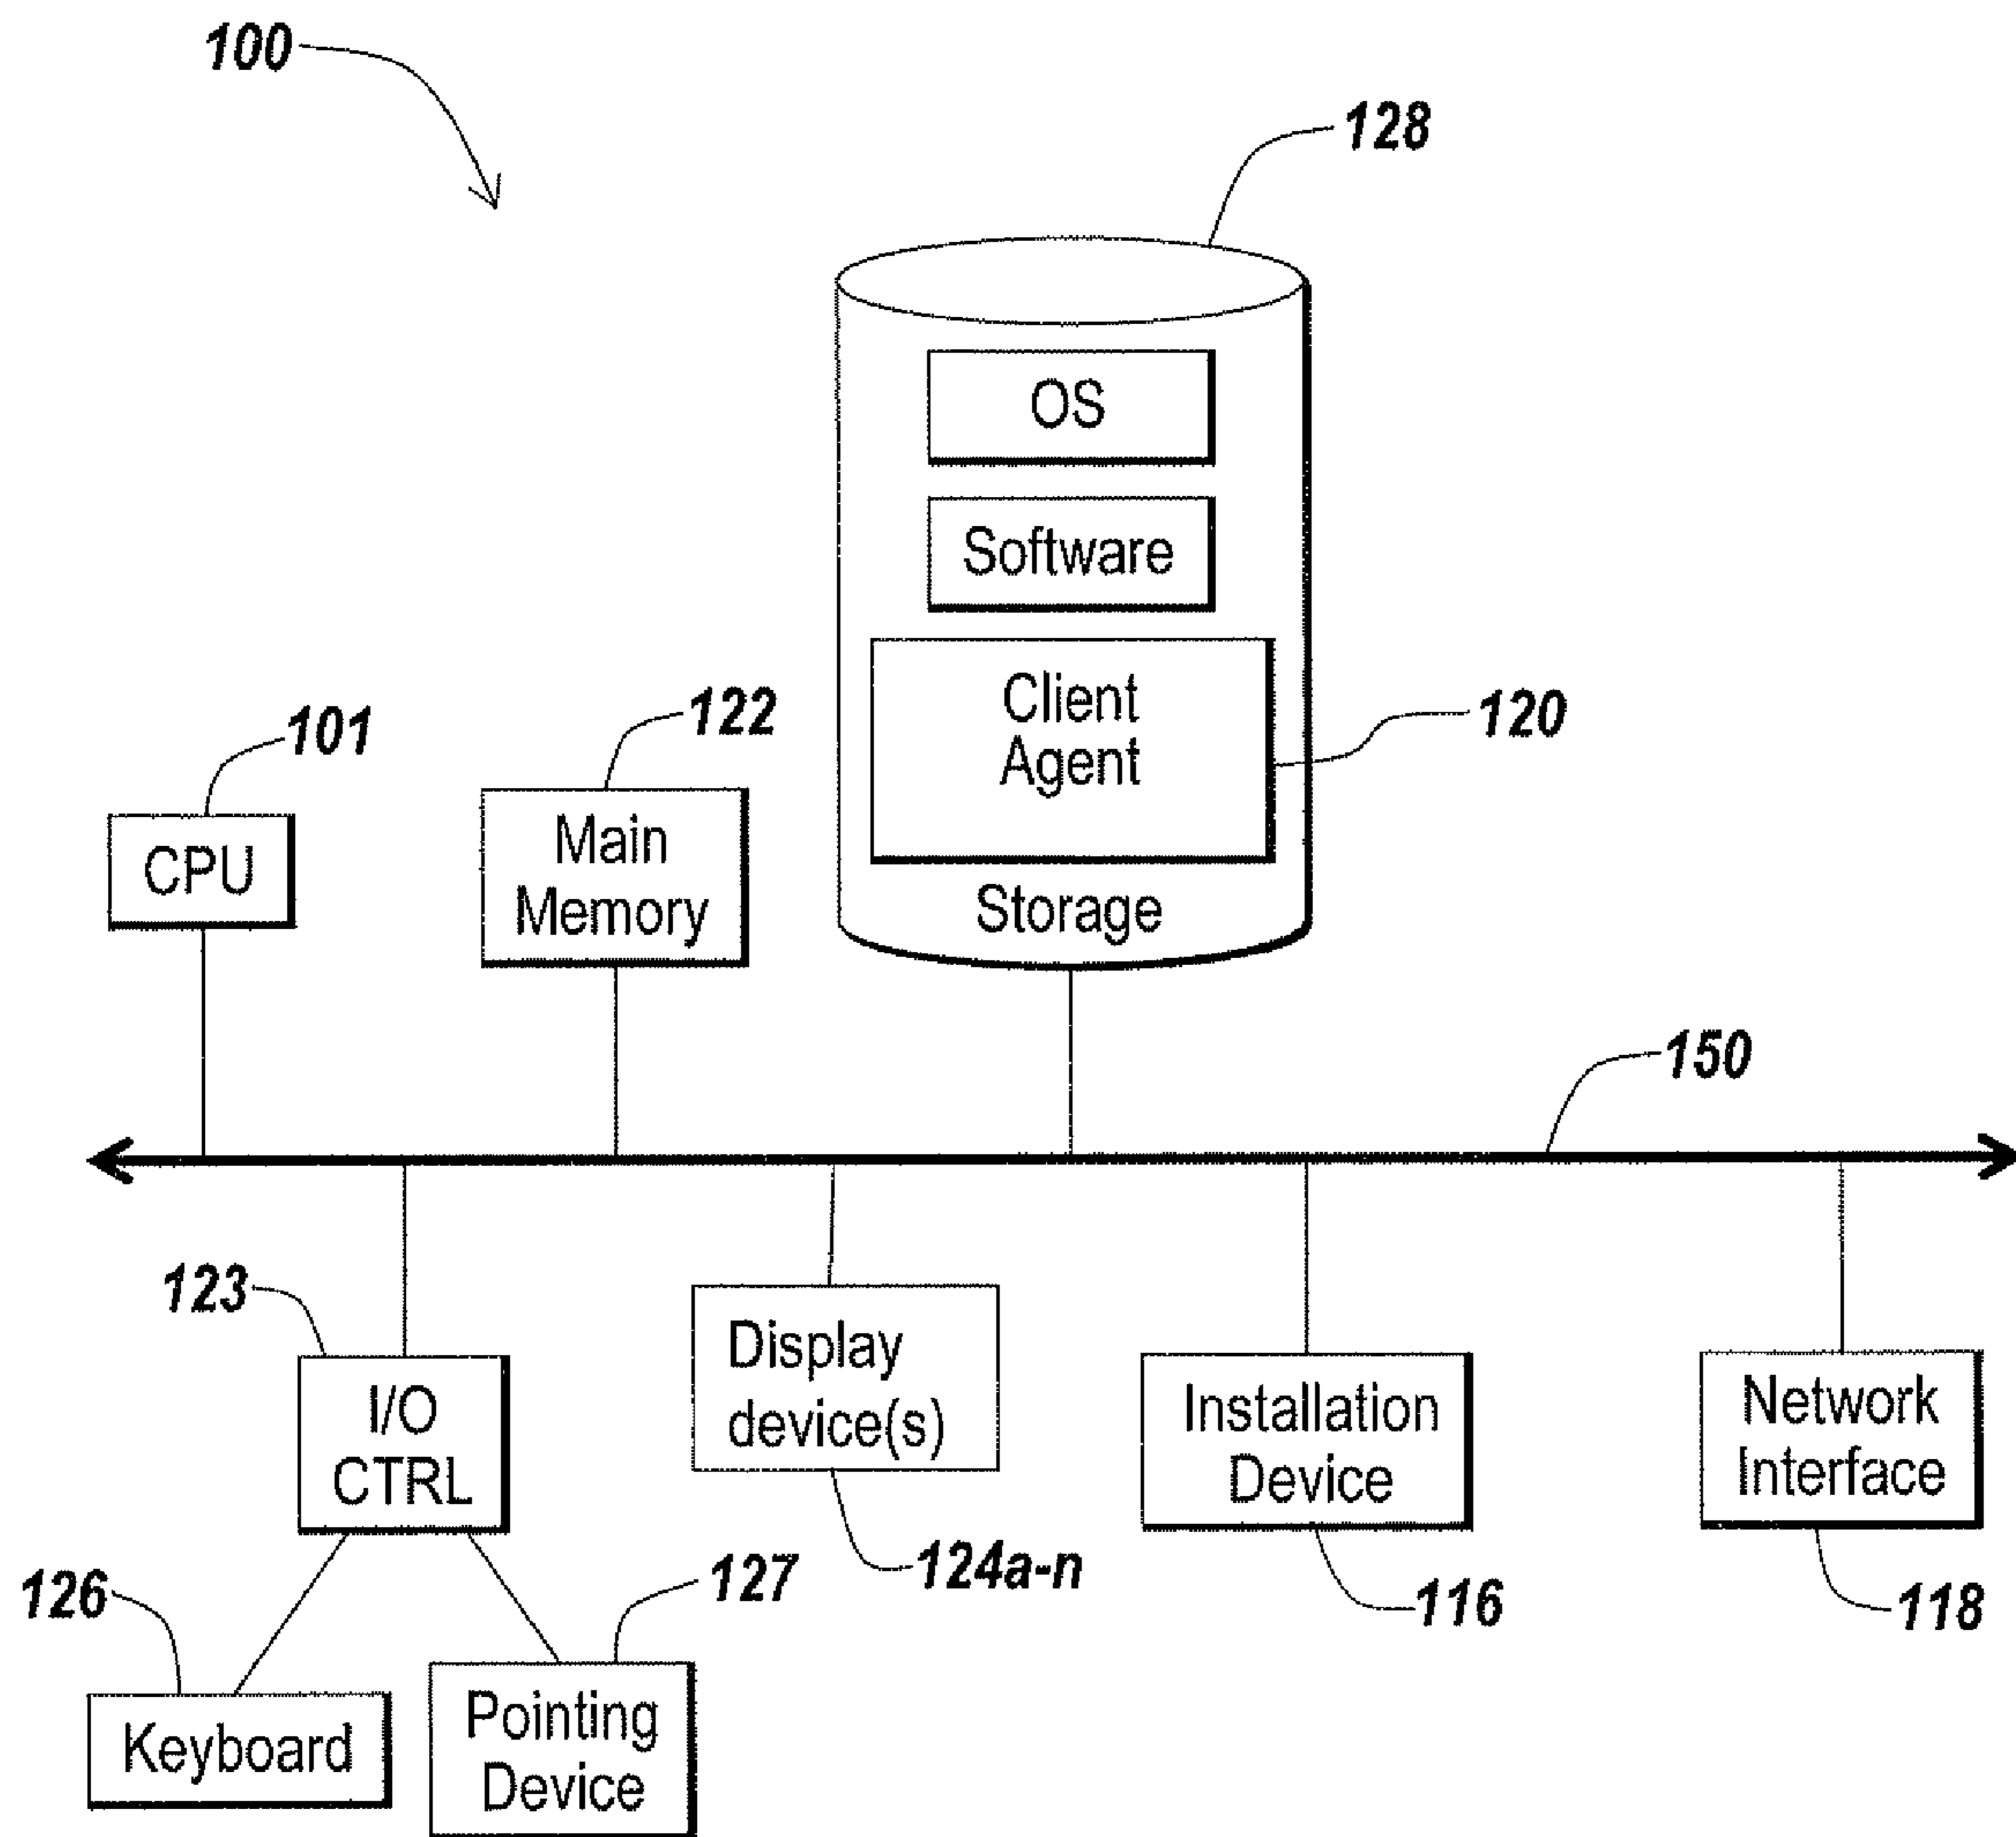 100
128
OS
Software
Client
Agent
120
Storage
101
CPU
122
Main
Memory
150
123
I/O
CTRL
Display
device(s)
124a-n
Installation
Device
116
Network
Interface
118
126
Keyboard
127
Pointing
Device